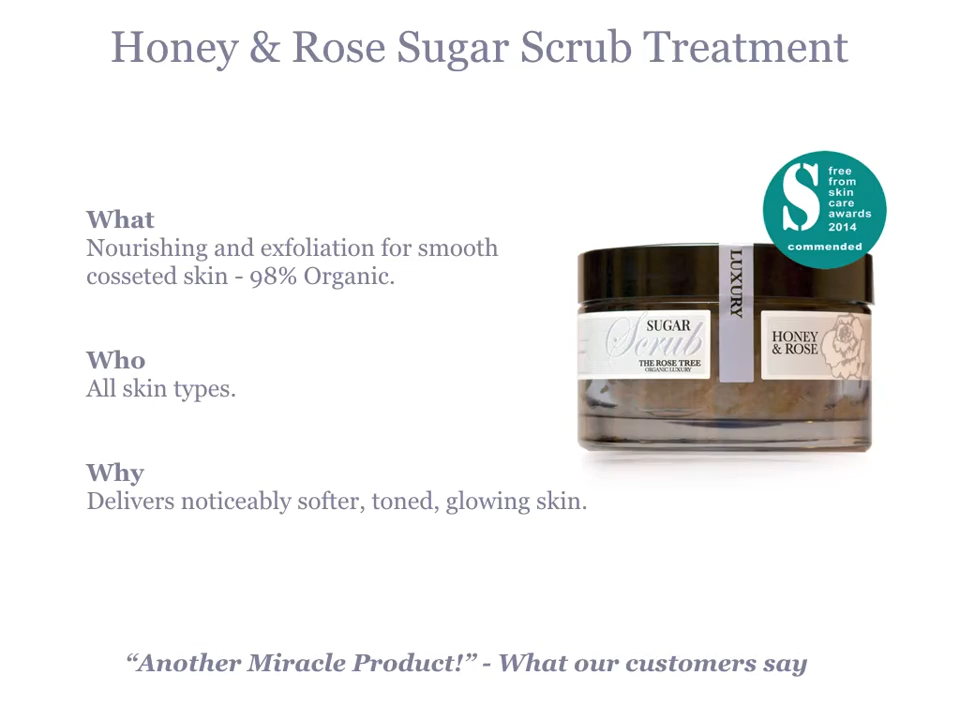 Honey & Rose Sugar Scrub Treatment
free
from
skin
care
awards
2014
commended
S
What
Nourishing and exfoliation for smooth
cosseted skin - 98% Organic.
LUXURY
SUGAR
Scrub
THE ROSE TREE
ORGANIC LUXURY
HONEY
& ROSE
Who
All skin types.
Why
Delivers noticeably softer, toned, glowing skin.
“Another Miracle Product!” - What our customers say